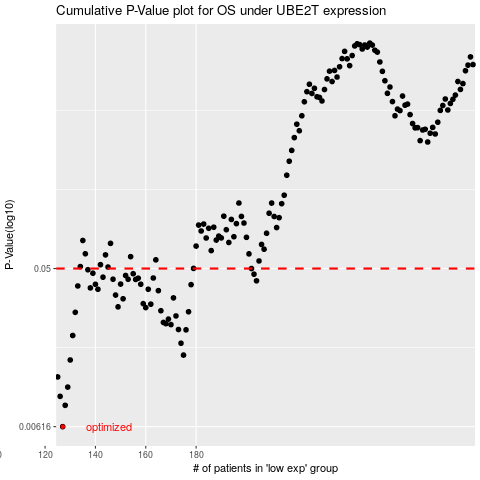 Cumulative P-Value plot for OS under UBE2T expression
P-Value(log10)
0.05
0.00616
optimized
0 120 140 160 180
# of patients in 'low exp' group